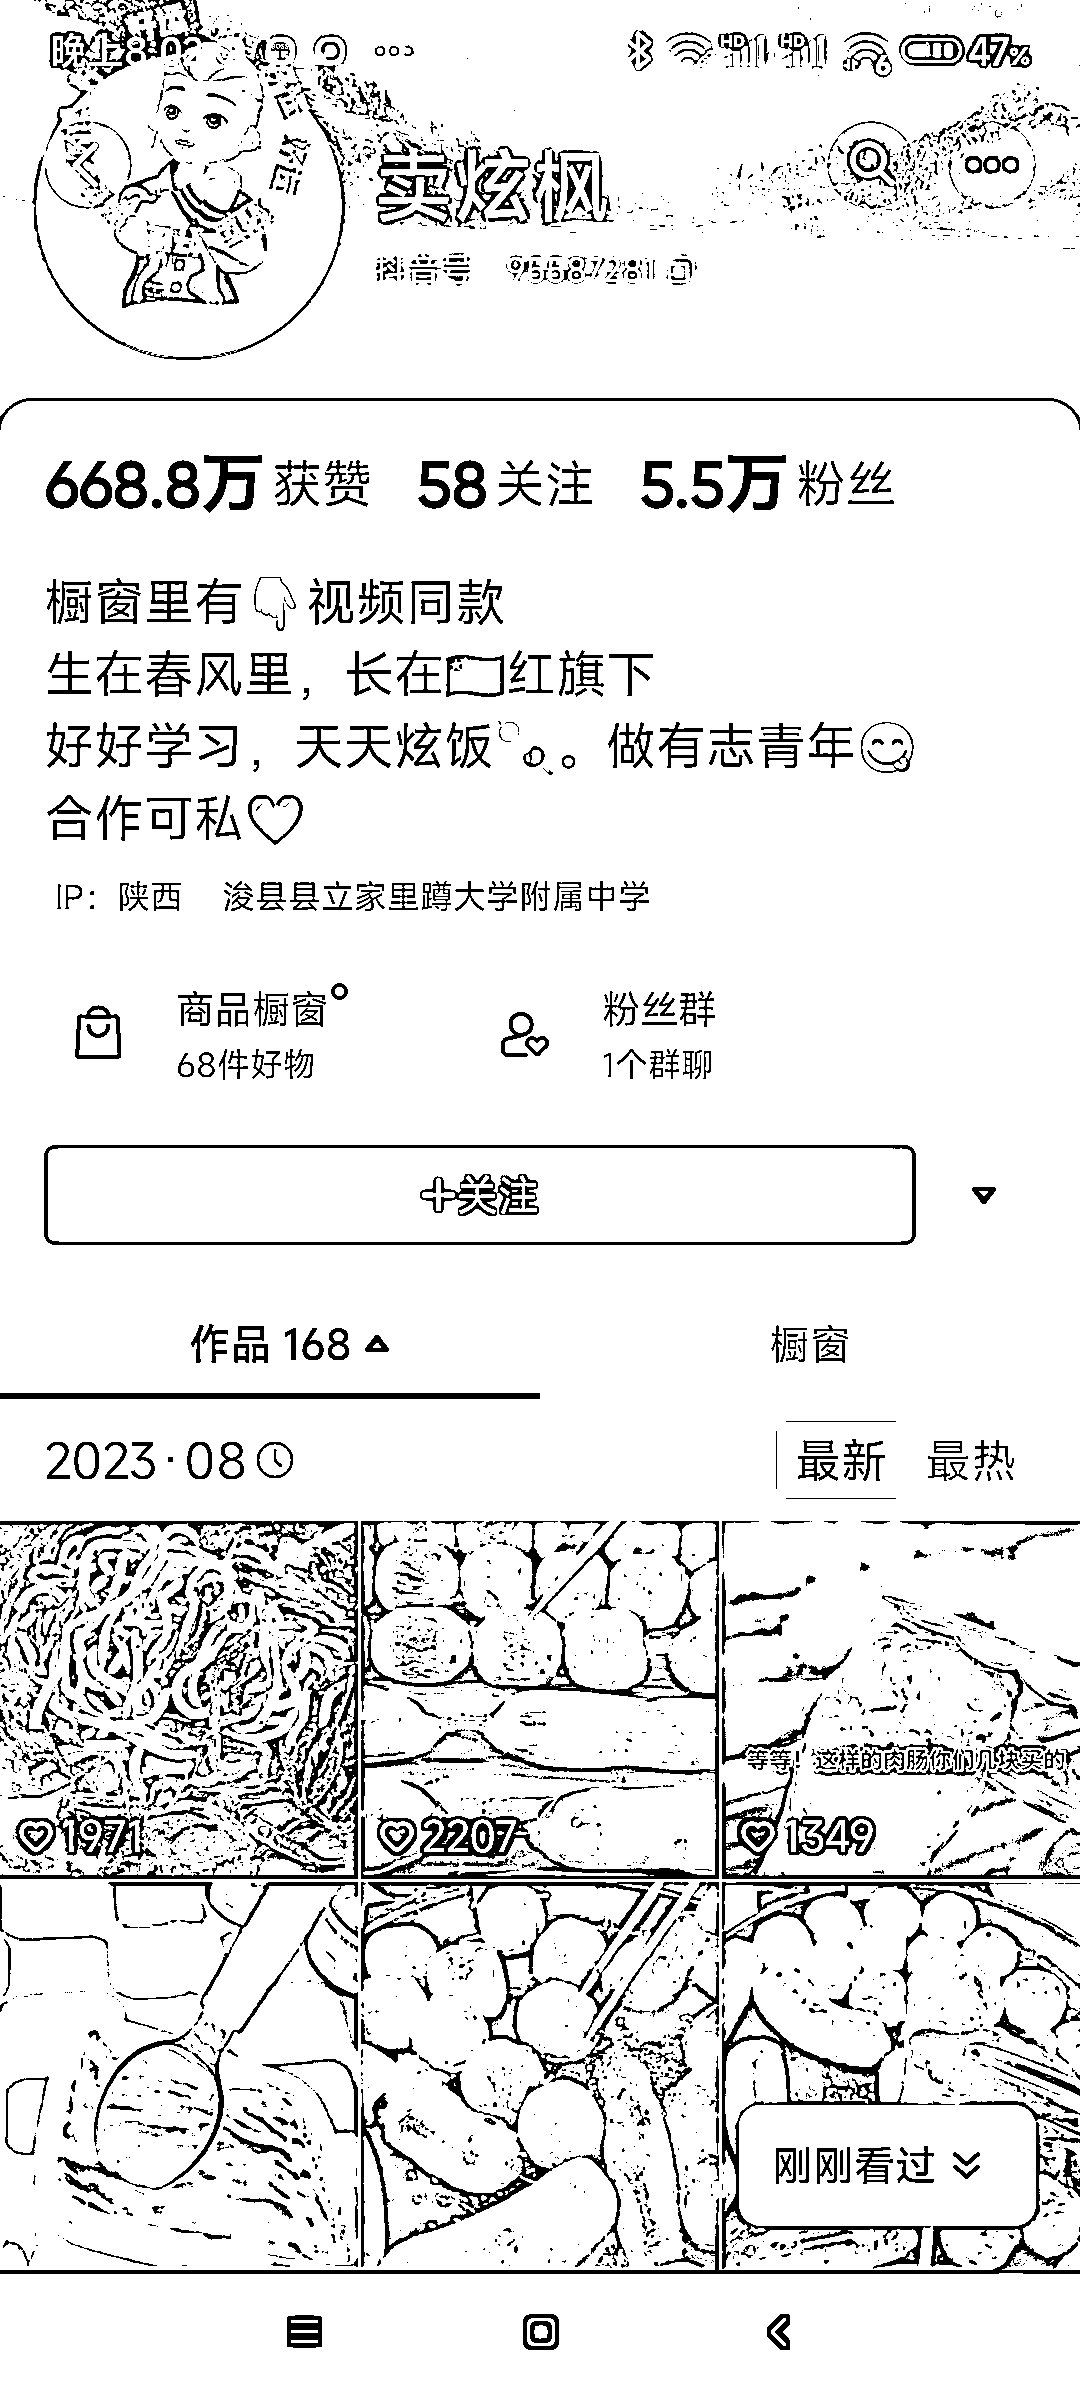 47%
卖炫枫
抖音号
668.8万 获赞 58 关注 5.5万 粉丝
橱窗里有👇视频同款
生在春风里，长在🇨🇳红旗下
好好学习，天天炫饭🍳。做有志青年😋
合作可私♡
IP：陕西 浚县县立家里蹲大学附属中学
商品橱窗 粉丝群
68件好物 1个群聊
+关注
作品 168 橱窗
2023·08 最新 最热
等等！这样的肉肠你们几块买的
1971 2207 1349
刚刚看过